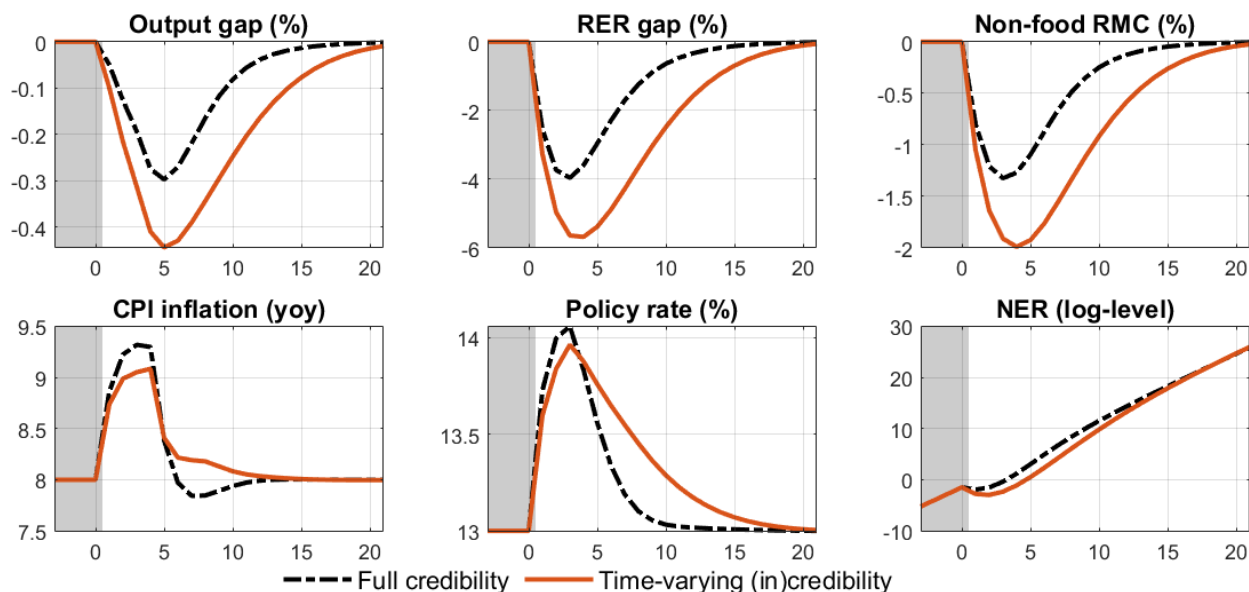 Output gap (%)
0
-0.1
-0.2
-0.3
-0.4
0 5 10 15 20
RER gap (%)
0
-2
-4
-6
0 5 10 15 20
Non-food RMC (%)
0
-0.5
-1
-1.5
-2
0 5 10 15 20
CPI inflation (yoy)
9.5
9
8.5
8
7.5
0 5 10 15 20
Policy rate (%)
14
13.5
13
0 5 10 15 20
NER (log-level)
30
20
10
0
-10
0 5 10 15 20
Full credibility Time-varying (in)credibility